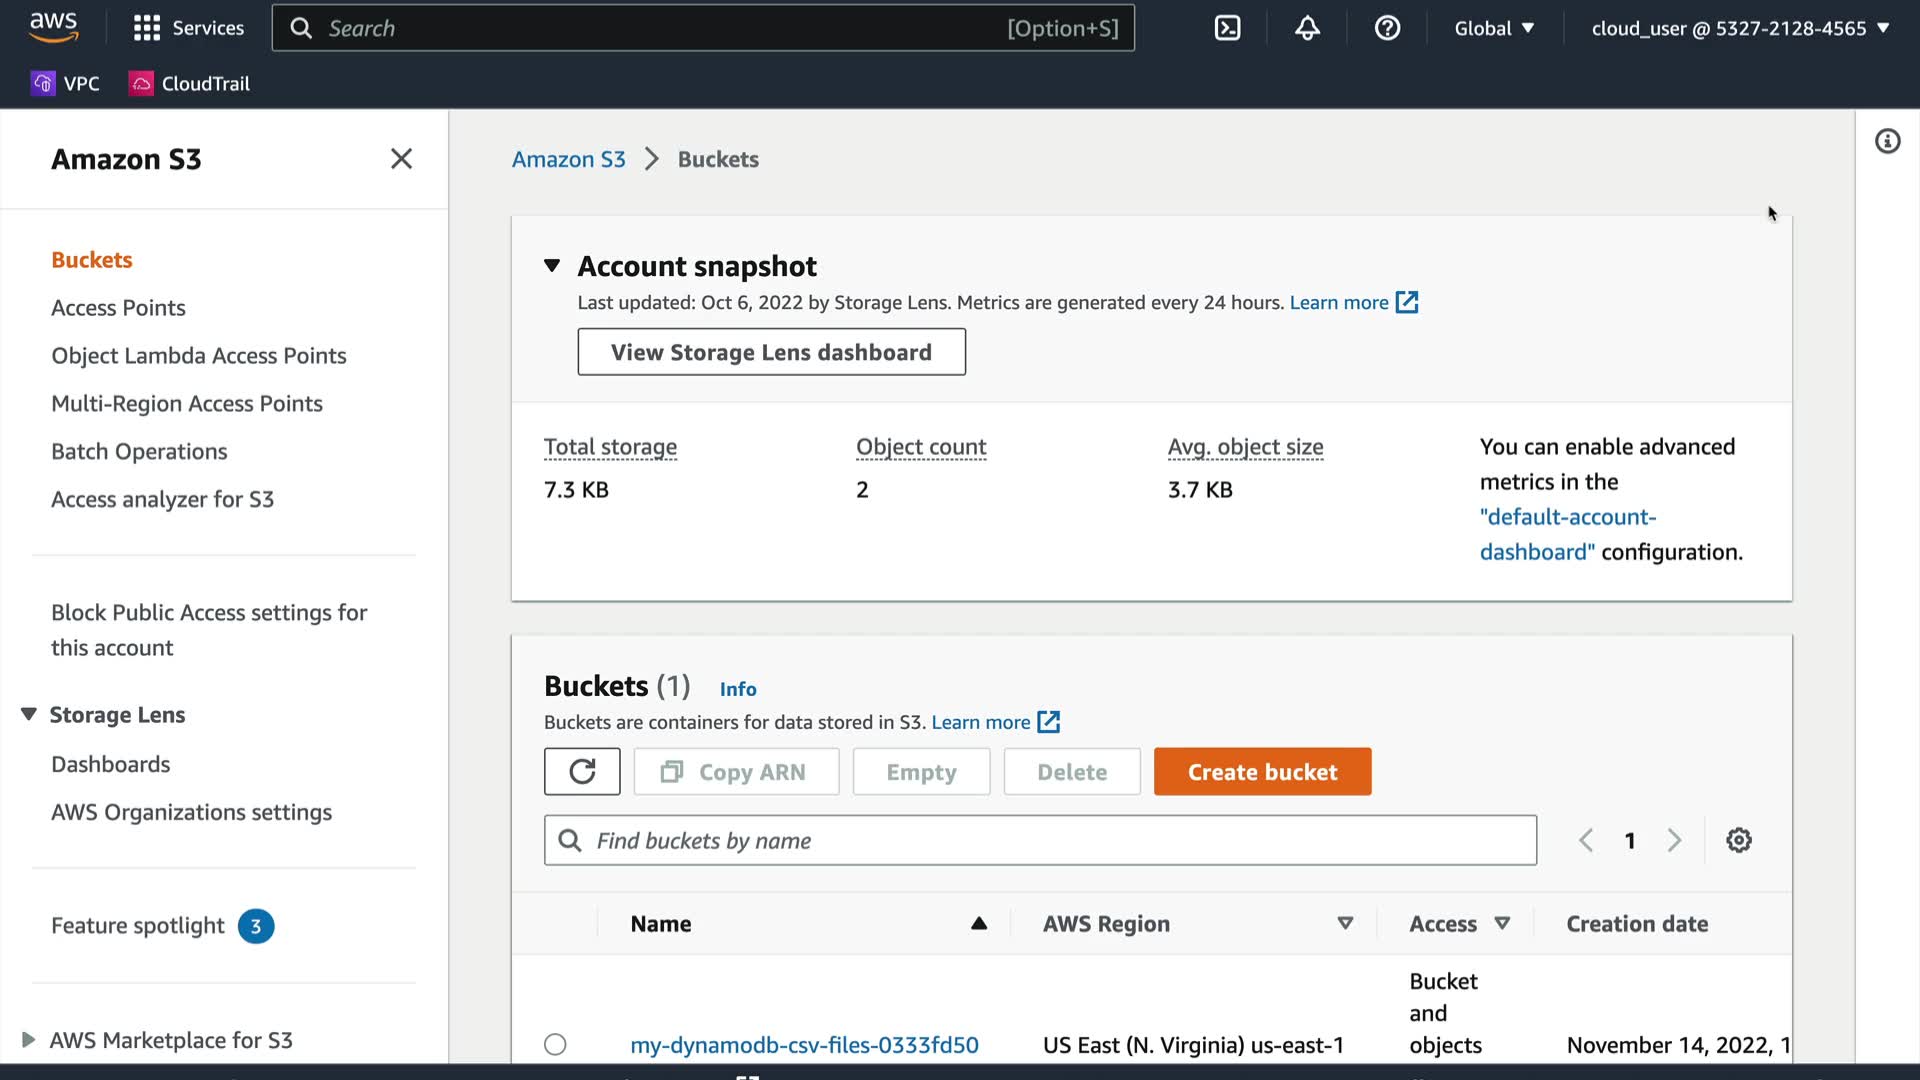 aws
Services
Search
[Option+S]
Global
cloud_user @ 5327-2128-4565
VPC
CloudTrail
Amazon S3
Buckets
Access Points
Object Lambda Access Points
Multi-Region Access Points
Batch Operations
Access analyzer for S3
Block Public Access settings for
this account
Storage Lens
Dashboards
AWS Organizations settings
Feature spotlight 3
AWS Marketplace for S3
Amazon S3 > Buckets
Account snapshot
Last updated: Oct 6, 2022 by Storage Lens. Metrics are generated every 24 hours. Learn more
View Storage Lens dashboard
Total storage
7.3 KB
Object count
2
Avg. object size
3.7 KB
You can enable advanced
metrics in the
"default-account-
dashboard" configuration.
Buckets (1) Info
Buckets are containers for data stored in S3. Learn more
Copy ARN
Empty
Delete
Create bucket
Find buckets by name
1
Name
AWS Region
Access
Creation date
my-dynamodb-csv-files-0333fd50
US East (N. Virginia) us-east-1
Bucket
and
objects
November 14, 2022, 1